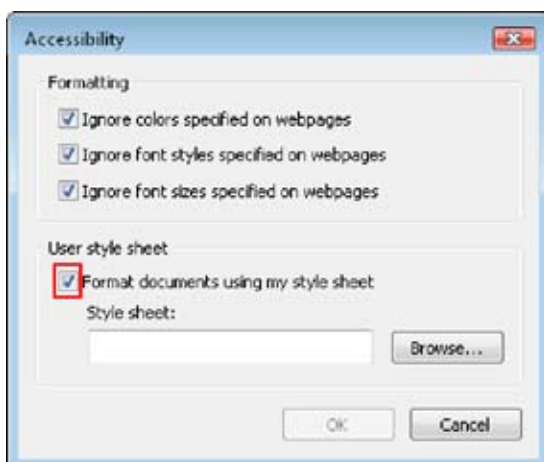 Accessibility
Formatting
Ignore colors specified on webpages
Ignore font styles specified on webpages
Ignore font sizes specified on webpages
User style sheet
Format documents using my style sheet
Style sheet:
Browse...
OK Cancel